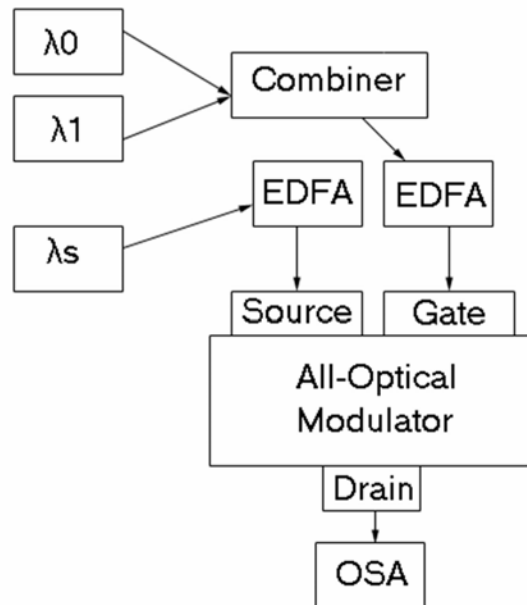 λ0
Combiner
λ1
EDFA
EDFA
λs
Source
Gate
All-Optical
Modulator
Drain
OSA